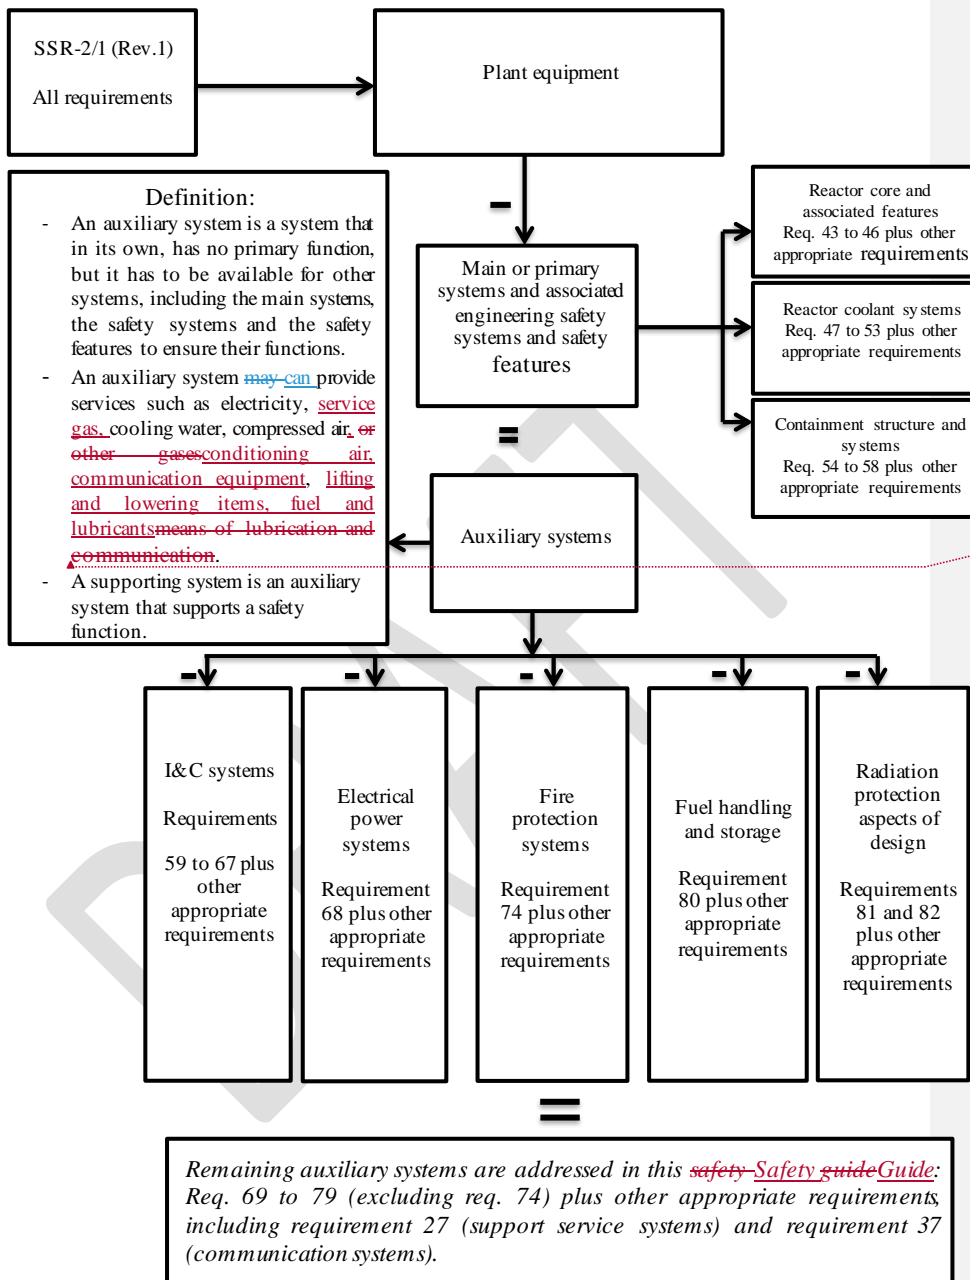 SSR-2/1 (Rev.1)
All requirements
Plant equipment
Definition:
- An auxiliary system is a system that
in its own, has no primary function,
but it has to be available for other
systems, including the main systems,
the safety systems and the safety
features to ensure their functions.
- An auxiliary system may can provide
services such as electricity, service
gas, cooling water, compressed air, or
other gasesconditioning air,
communication equipment, lifting
and lowering items, fuel and
lubricantsmeans of lubrication and
communication.
- A supporting system is an auxiliary
system that supports a safety
function.
-
Main or primary
systems and associated
engineering safety
systems and safety
features
Reactor core and
associated features
Req. 43 to 46 plus other
appropriate requirements
Reactor coolant systems
Req. 47 to 53 plus other
appropriate requirements
Containment structure and
systems
Req. 54 to 58 plus other
appropriate requirements
=
Auxiliary systems
- - - - -
I&C systems
Requirements
59 to 67 plus
other
appropriate
requirements
Electrical
power
systems
Requirement
68 plus other
appropriate
requirements
Fire
protection
systems
Requirement
74 plus other
appropriate
requirements
Fuel handling
and storage
Requirement
80 plus other
appropriate
requirements
Radiation
protection
aspects of
design
Requirements
81 and 82
plus other
appropriate
requirements
=
Remaining auxiliary systems are addressed in this safety Safety guideGuide:
Req. 69 to 79 (excluding req. 74) plus other appropriate requirements,
including requirement 27 (support service systems) and requirement 37
(communication systems).
DRAFT